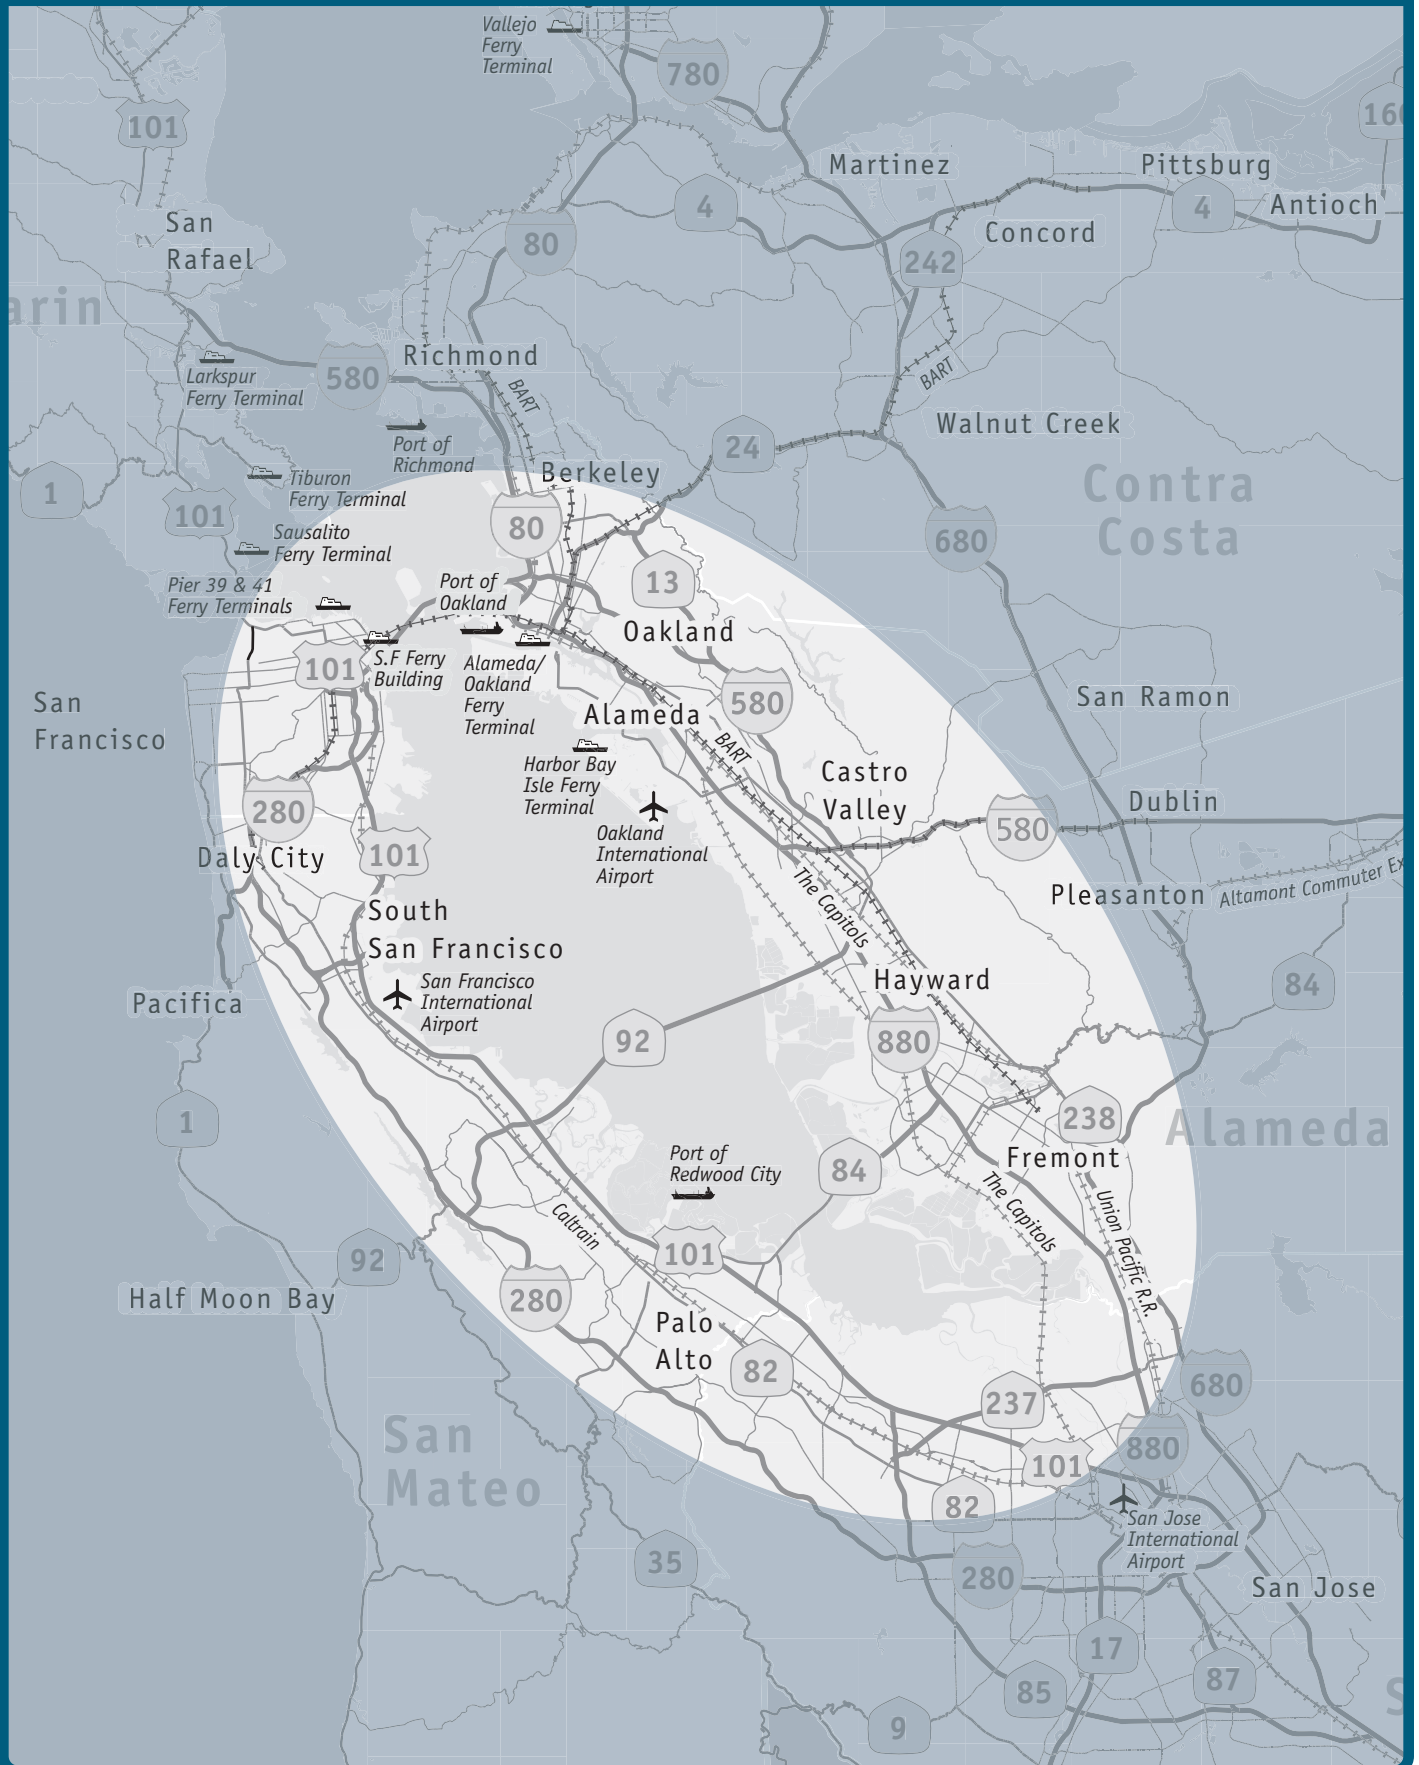 Vallejo
Ferry
Terminal
780
101
160
Martinez
Pittsburg
4
4
Antioch
San
Rafael
80
Concord
242
arin
Richmond
580
Larkspur
Ferry Terminal
BART
BART
Port of
Richmond
24
Walnut Creek
Berkeley
Contra
Costa
1
Tiburon
Ferry Terminal
101
80
680
Sausalito
Ferry Terminal
Pier 39 & 41
Ferry Terminals
Port of
Oakland
13
Oakland
101
S.F Ferry
Building
Alameda/
Oakland
Ferry
Terminal
580
San Ramon
San
Francisco
Alameda
BART
Harbor Bay
Isle Ferry
Terminal
Castro
Valley
Dublin
280
580
Oakland
International
Airport
Daly City
101
Pleasanton
Altamont Commuter Ex
The Capitols
South
San Francisco
San Francisco
International
Airport
Hayward
84
Pacifica
92
880
1
238
Alameda
Port of
Redwood City
84
Fremont
The Capitols
Union Pacific R.R.
Caltrain
101
92
Half Moon Bay
280
Palo
Alto
82
680
237
San
Mateo
101
880
82
San Jose
International
Airport
35
280
San Jose
17
85
87
S
9